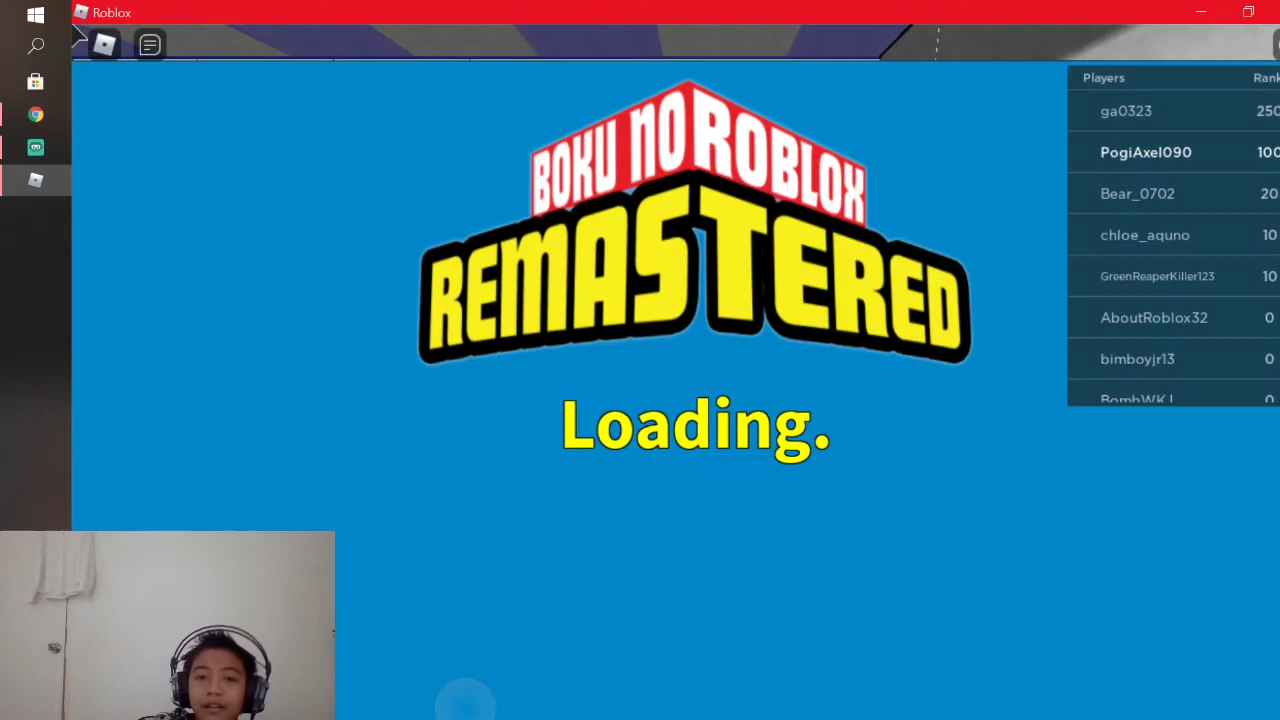 Roblox
BOKU NO ROBLOX
REMASTERED
Loading.
Players Rank
ga0323 250
PogiAxel090 100
Bear_0702 20
chloe_aquno 10
GreenReaperKiller123 10
AboutRoblox32 0
bimboyjr13 0
0